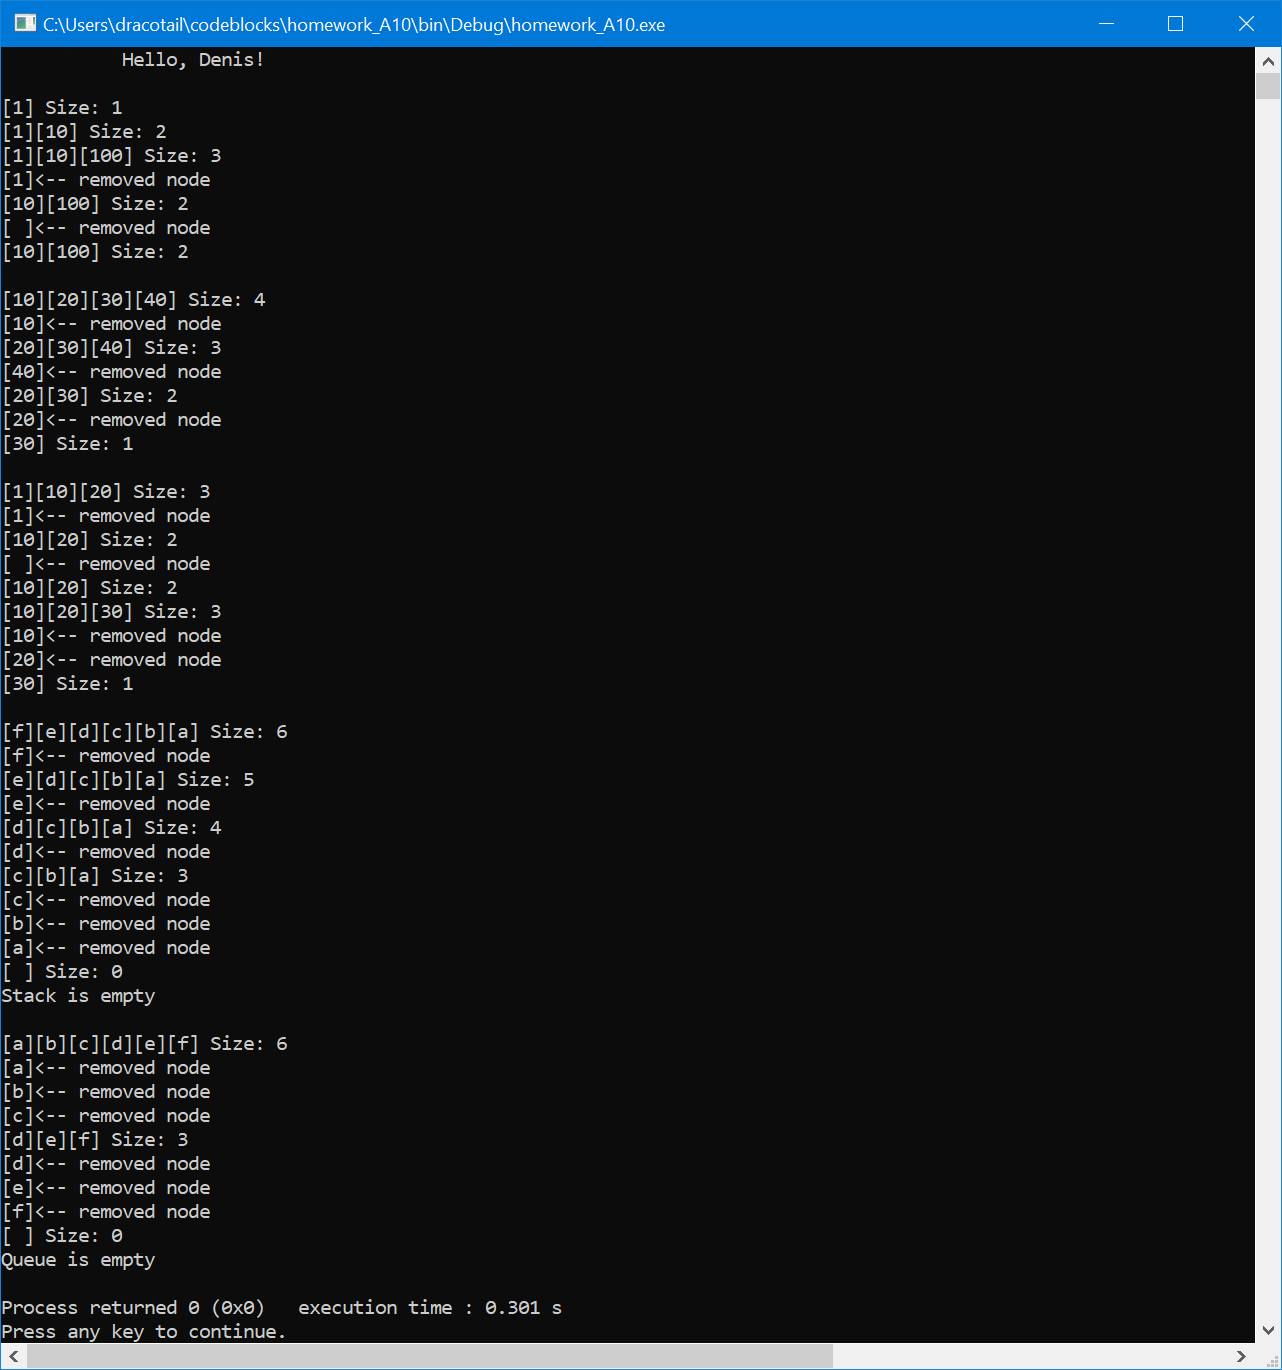 C:\Users\dracotail\codeblocks\homework_A10\bin\Debug\homework_A10.exe
Hello, Denis!
[1] Size: 1
[1][10] Size: 2
[1][10][100] Size: 3
[1]<-- removed node
[10][100] Size: 2
[ ]<-- removed node
[10][100] Size: 2
[10][20][30][40] Size: 4
[10]<-- removed node
[20][30][40] Size: 3
[40]<-- removed node
[20][30] Size: 2
[20]<-- removed node
[30] Size: 1
[1][10][20] Size: 3
[1]<-- removed node
[10][20] Size: 2
[ ]<-- removed node
[10][20] Size: 2
[10][20][30] Size: 3
[10]<-- removed node
[20]<-- removed node
[30] Size: 1
[f][e][d][c][b][a] Size: 6
[f]<-- removed node
[e][d][c][b][a] Size: 5
[e]<-- removed node
[d][c][b][a] Size: 4
[d]<-- removed node
[c][b][a] Size: 3
[c]<-- removed node
[b]<-- removed node
[a]<-- removed node
[ ] Size: 0
Stack is empty
[a][b][c][d][e][f] Size: 6
[a]<-- removed node
[b]<-- removed node
[c]<-- removed node
[d][e][f] Size: 3
[d]<-- removed node
[e]<-- removed node
[f]<-- removed node
[ ] Size: 0
Queue is empty
Process returned 0 (0x0)   execution time : 0.301 s
Press any key to continue.